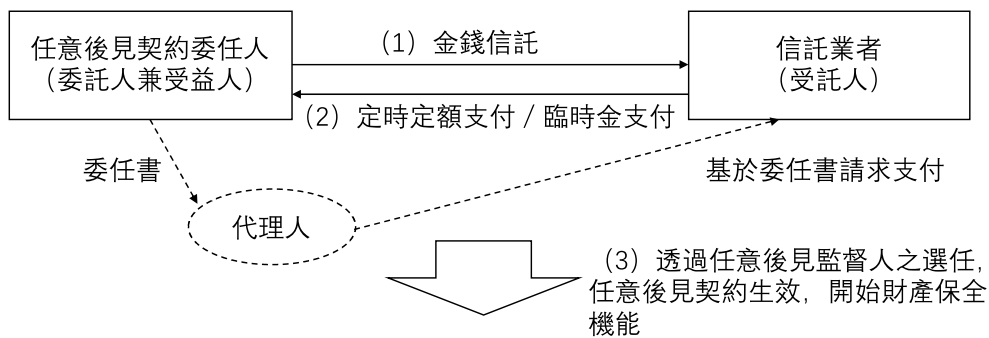 任意後見契約委任人
（委託人兼受益人）
（1）金錢信託
信託業者
（受託人）
（2）定時定額支付 / 臨時金支付
委任書
基於委任書請求支付
代理人
（3）透過任意後見監督人之選任，
任意後見契約生效，開始財產保全
機能